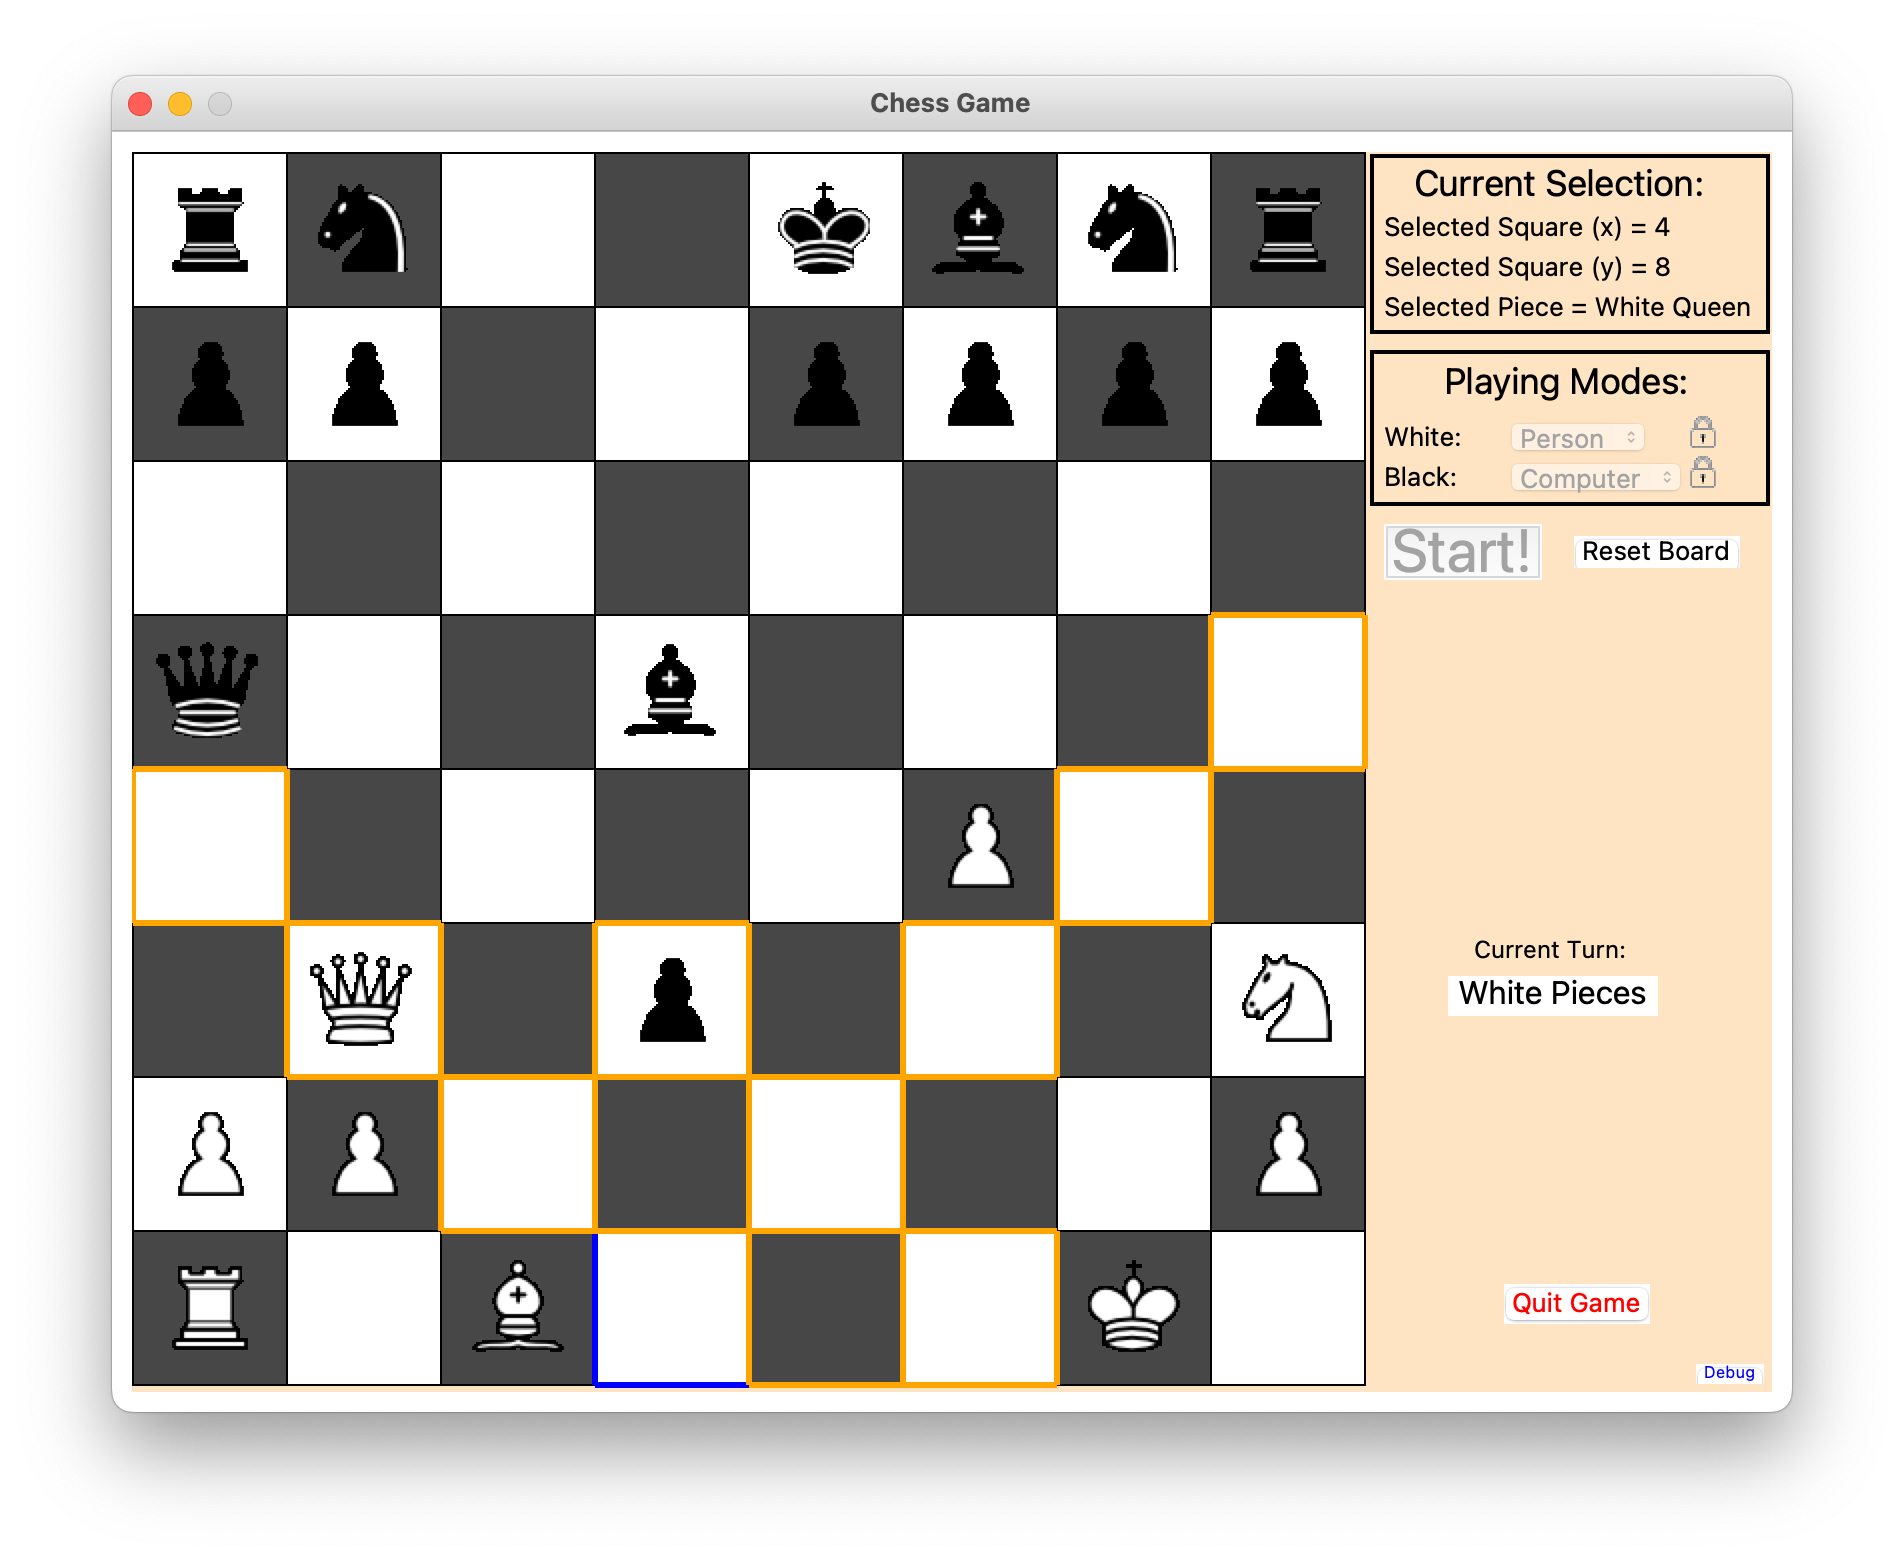 Chess Game
Current Selection:
Selected Square (x) = 4
Selected Square (y) = 8
Selected Piece = White Queen
Playing Modes:
White: Person
Black: Computer
Start! Reset Board
Current Turn:
White Pieces
Quit Game
Debug